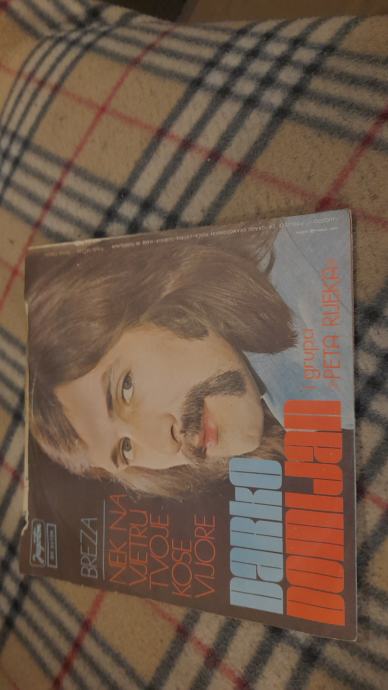 BREZA
NEK NA
VJETRU
TVOJE
KOSE
VIJORE
DARKO
DOMIJAN
i grupa
»PETA RIJEKA«